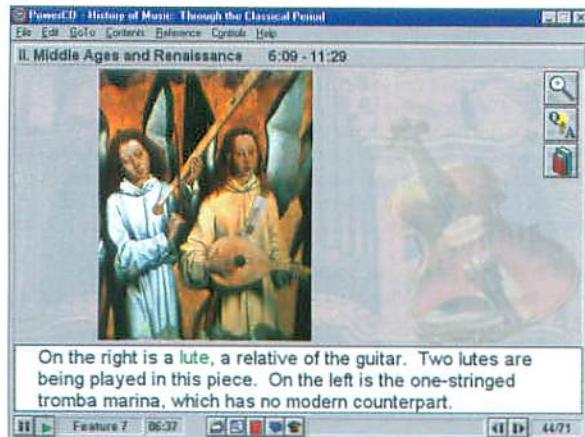 PowerCD - History of Music: Through the Classical Period
File Edit GoTo Contents Reference Controls Help
II. Middle Ages and Renaissance 6:09 - 11:29
Q A
On the right is a lute, a relative of the guitar. Two lutes are
being played in this piece. On the left is the one-stringed
tromba marina, which has no modern counterpart.
Feature 7 06:37 44/71